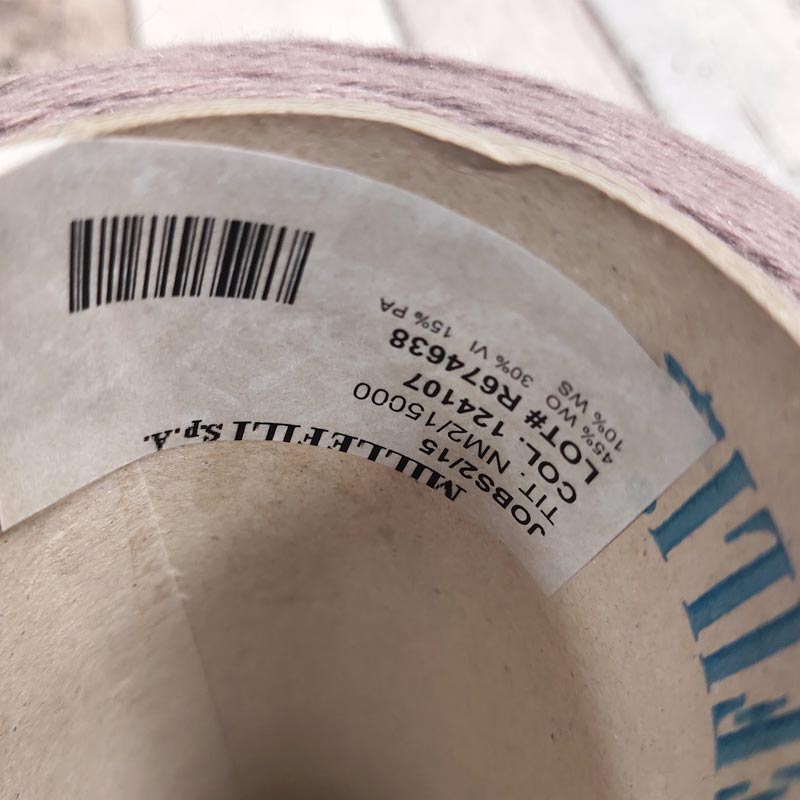 MILLEFILI S.p.A.
JOBS2/15
TIT. NM2/15000
COL. 124107
LOT# R674638
45% WO 30% VI 15% PA
10% WS